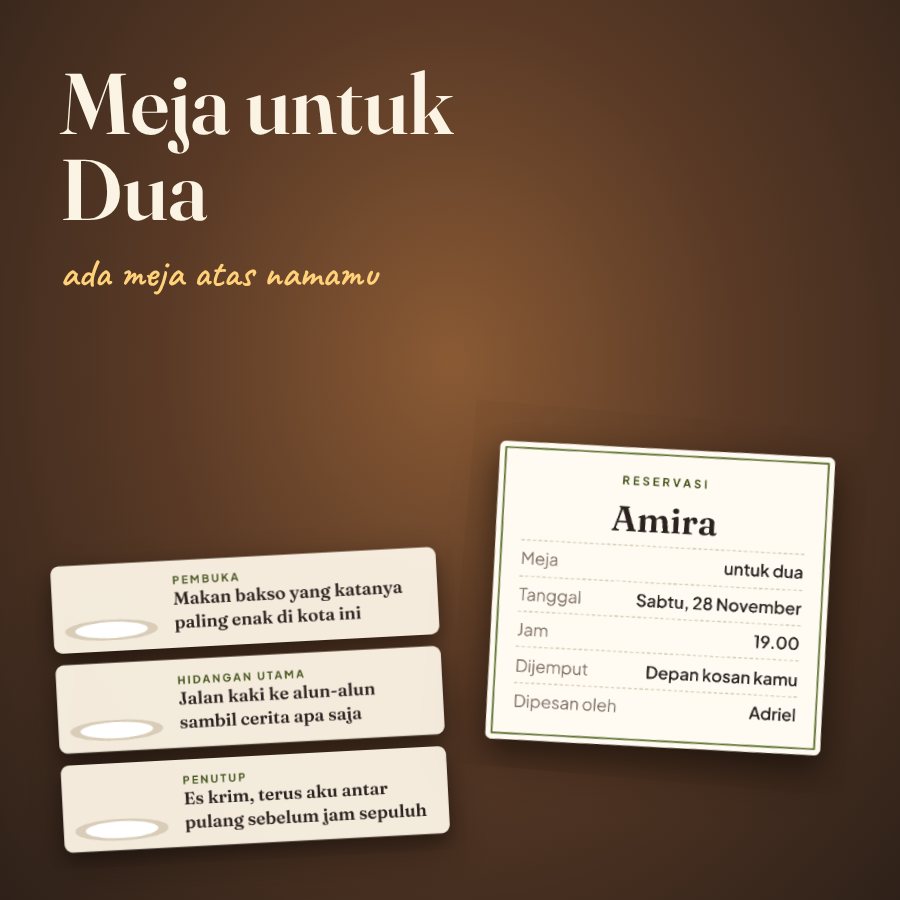 Meja untuk
Dua
ada meja atas namamu
PEMBUKA
Makan bakso yang katanya
paling enak di kota ini
HIDANGAN UTAMA
Jalan kaki ke alun-alun
sambil cerita apa saja
PENUTUP
Es krim, terus aku antar
pulang sebelum jam sepuluh
RESERVASI
Amira
Meja untuk dua
Tanggal Sabtu, 28 November
Jam 19.00
Dijemput Depan kosan kamu
Dipesan oleh Adriel